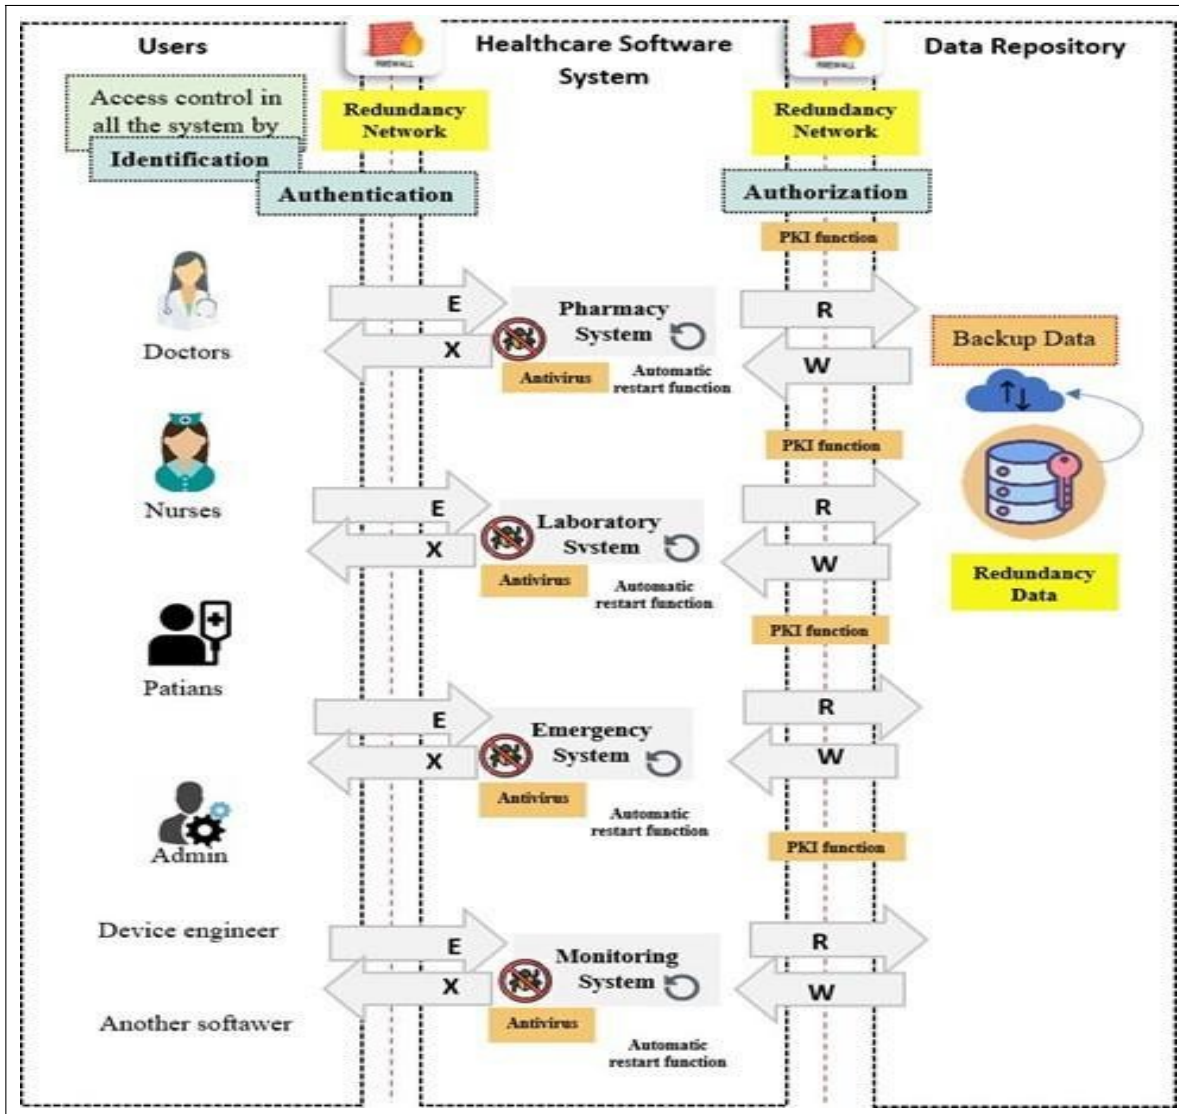 Users
FIREWALL
Healthcare Software
System
FIREWALL
Data Repository
Access control in
all the system by
Identification
Authentication
Redundancy
Network
Redundancy
Network
Authorization
PKI function
Doctors
E
X
Pharmacy
System
Antivirus
Automatic
restart function
R
W
Backup Data
PKI function
Nurses
E
X
Laboratory
System
Antivirus
Automatic
restart function
R
W
Redundancy
Data
PKI function
Patians
E
X
Emergency
System
Antivirus
Automatic
restart function
R
W
Admin
PKI function
Device engineer
E
X
Monitoring
System
Antivirus
Automatic
restart function
R
W
Another softawer